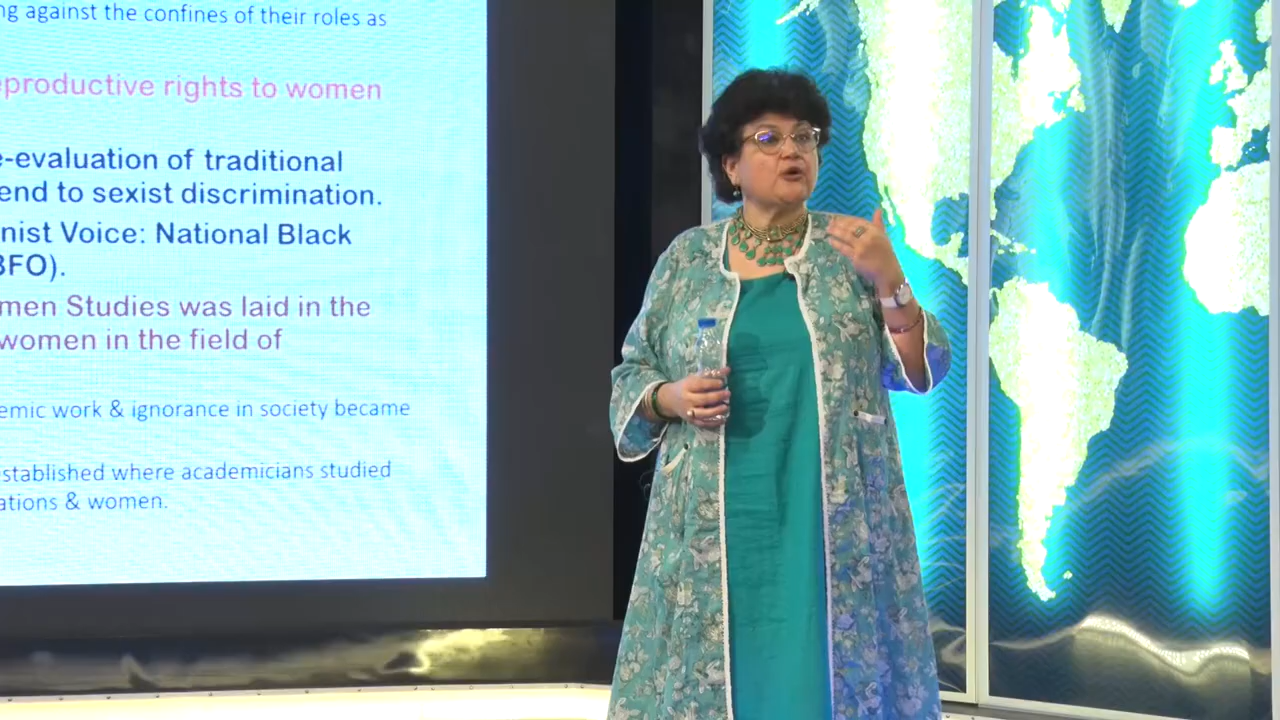 ng against the confines of their roles as
eproductive rights to women
e-evaluation of traditional
end to sexist discrimination.
nist Voice: National Black
BFO).
men Studies was laid in the
women in the field of
emic work & ignorance in society became
stablished where academicians studied
ations & women.